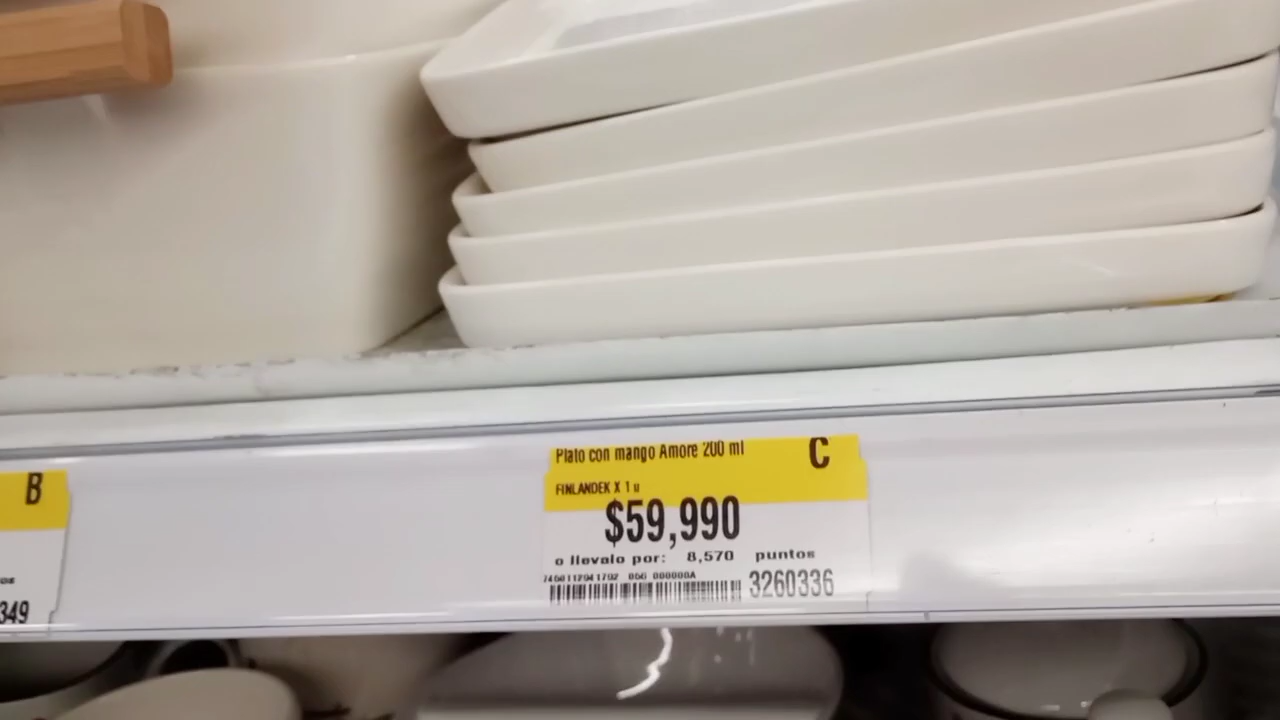 Plato con mango Amore 200 ml
C
FINLANDEK X 1 u
$59,990
o llevalo por: 8,570 puntos
3260336
B
349